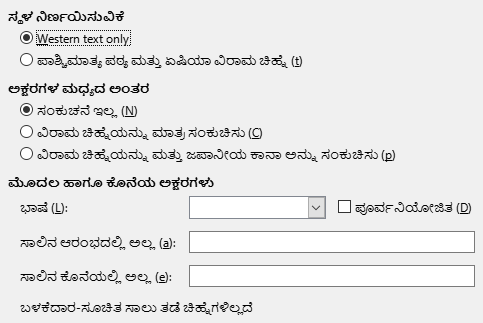 ಸ್ಥಳ ನಿರ್ಣಯಿಸುವಿಕೆ
Western text only
ಪಾಶ್ಚಿಮಾತ್ಯ ಪಠ್ಯ ಮತ್ತು ಏಷಿಯಾ ವಿರಾಮ ಚಿಹ್ನೆ (t)
ಅಕ್ಷರಗಳ ಮಧ್ಯದ ಅಂತರ
ಸಂಕುಚನೆ ಇಲ್ಲ (N)
ವಿರಾಮ ಚಿಹ್ನೆಯನ್ನು ಮಾತ್ರ ಸಂಕುಚಿಸು (C)
ವಿರಾಮ ಚಿಹ್ನೆಯನ್ನು ಮತ್ತು ಜಪಾನೀಯ ಕಾನಾ ಅನ್ನು ಸಂಕುಚಿಸು (p)
ಮೊದಲ ಹಾಗೂ ಕೊನೆಯ ಅಕ್ಷರಗಳು
ಭಾಷೆ (L): ಪೂರ್ವನಿಯೋಜಿತ (D)
ಸಾಲಿನ ಆರಂಭದಲ್ಲಿ ಅಲ್ಲ (a):
ಸಾಲಿನ ಕೊನೆಯಲ್ಲಿ ಅಲ್ಲ (e):
ಬಳಕೆದಾರ-ಸೂಚಿತ ಸಾಲು ತಡೆ ಚಿಹ್ನೆಗಳಿಲ್ಲದೆ